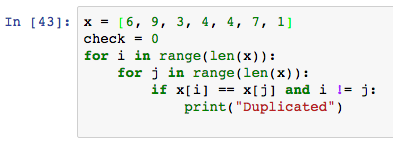 In [43]: x = [6, 9, 3, 4, 4, 7, 1]
check = 0
for i in range(len(x)):
    for j in range(len(x)):
        if x[i] == x[j] and i != j:
            print("Duplicated")